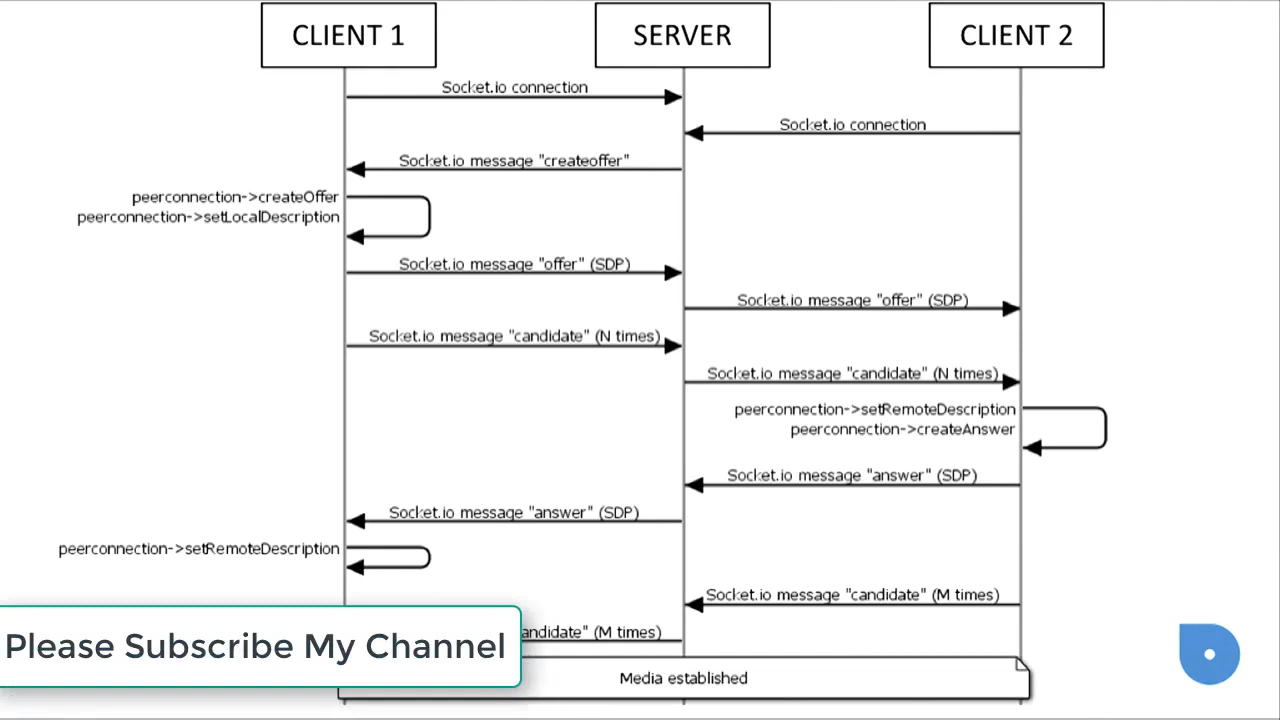 CLIENT 1
SERVER
CLIENT 2
Socket.io connection
Socket.io connection
Socket.io message "createoffer"
peerconnection->createOffer
peerconnection->setLocalDescription
Socket.io message "offer" (SDP)
Socket.io message "offer" (SDP)
Socket.io message "candidate" (N times)
Socket.io message "candidate" (N times)
peerconnection->setRemoteDescription
peerconnection->createAnswer
Socket.io message "answer" (SDP)
Socket.io message "answer" (SDP)
peerconnection->setRemoteDescription
Socket.io message "candidate" (M times)
andidate" (M times)
Please Subscribe My Channel
Media established